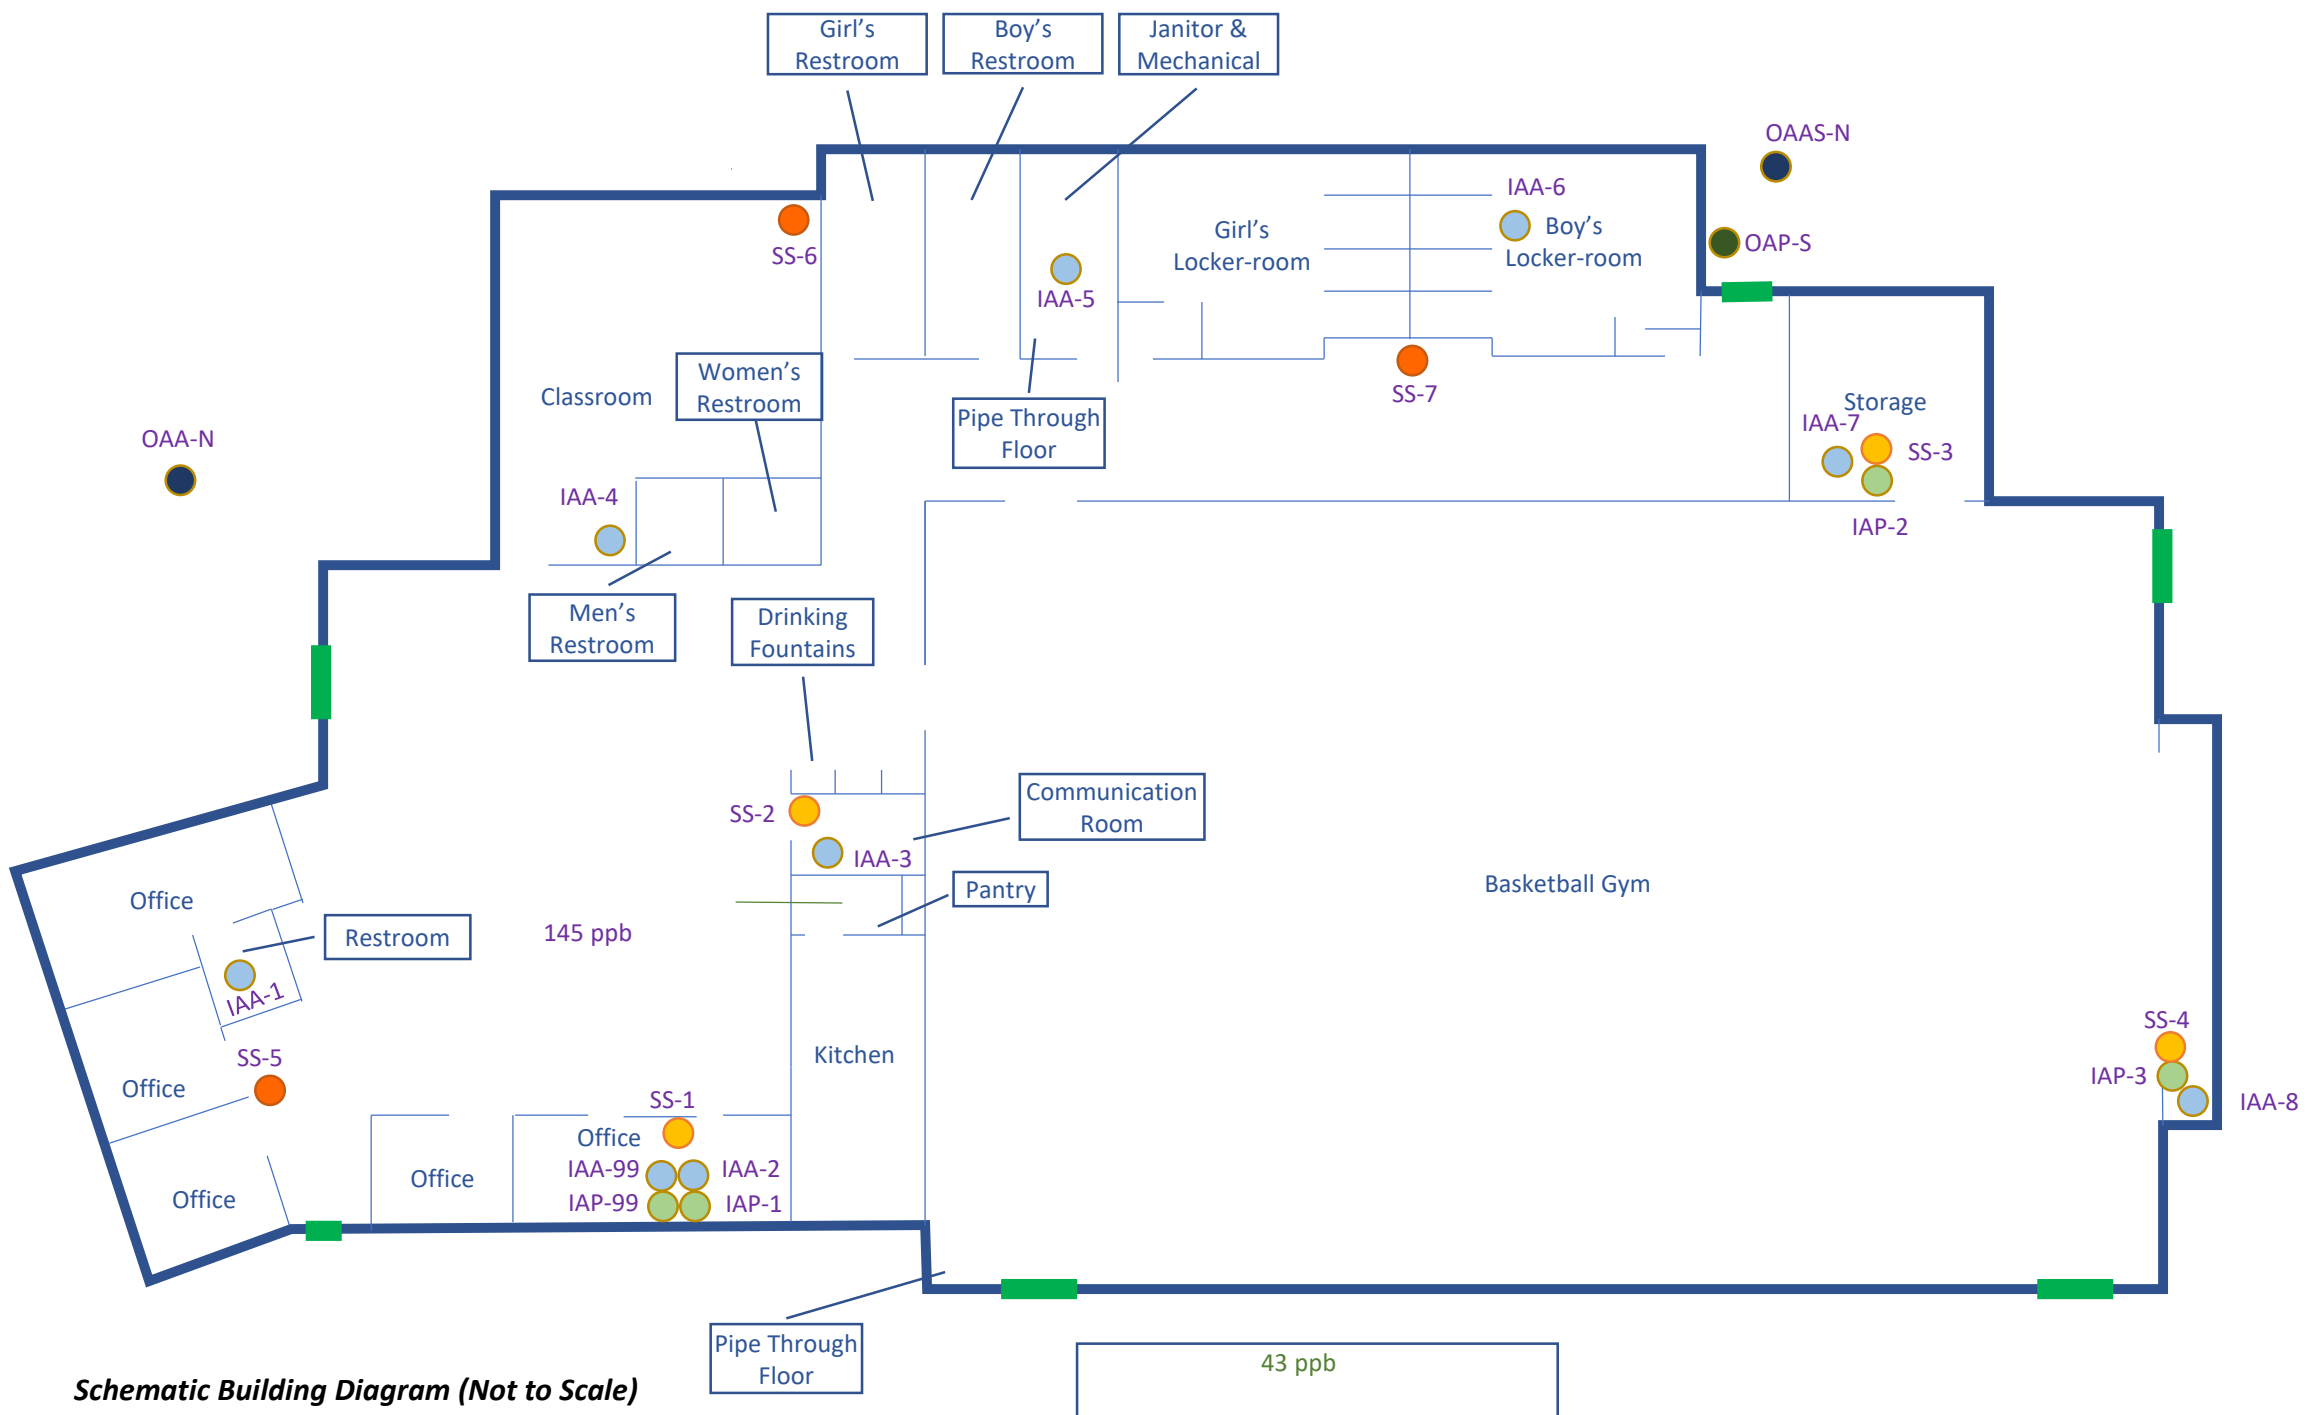 Girl's
Restroom
Boy's
Restroom
Janitor &
Mechanical
OAAS-N
IAA-6
Boy's
Locker-room
Girl's
Locker-room
OAP-S
SS-6
IAA-5
Women's
Restroom
Classroom
SS-7
Pipe Through
Floor
Storage
IAA-7
SS-3
OAA-N
IAA-4
IAP-2
Men's
Restroom
Drinking
Fountains
SS-2
Communication
Room
IAA-3
Pantry
Basketball Gym
Office
Restroom
145 ppb
IAA-1
SS-4
SS-5
Kitchen
IAP-3
Office
SS-1
IAA-8
Office
IAA-99
IAA-2
Office
Office
IAP-99
IAP-1
Pipe Through
Floor
43 ppb
Schematic Building Diagram (Not to Scale)